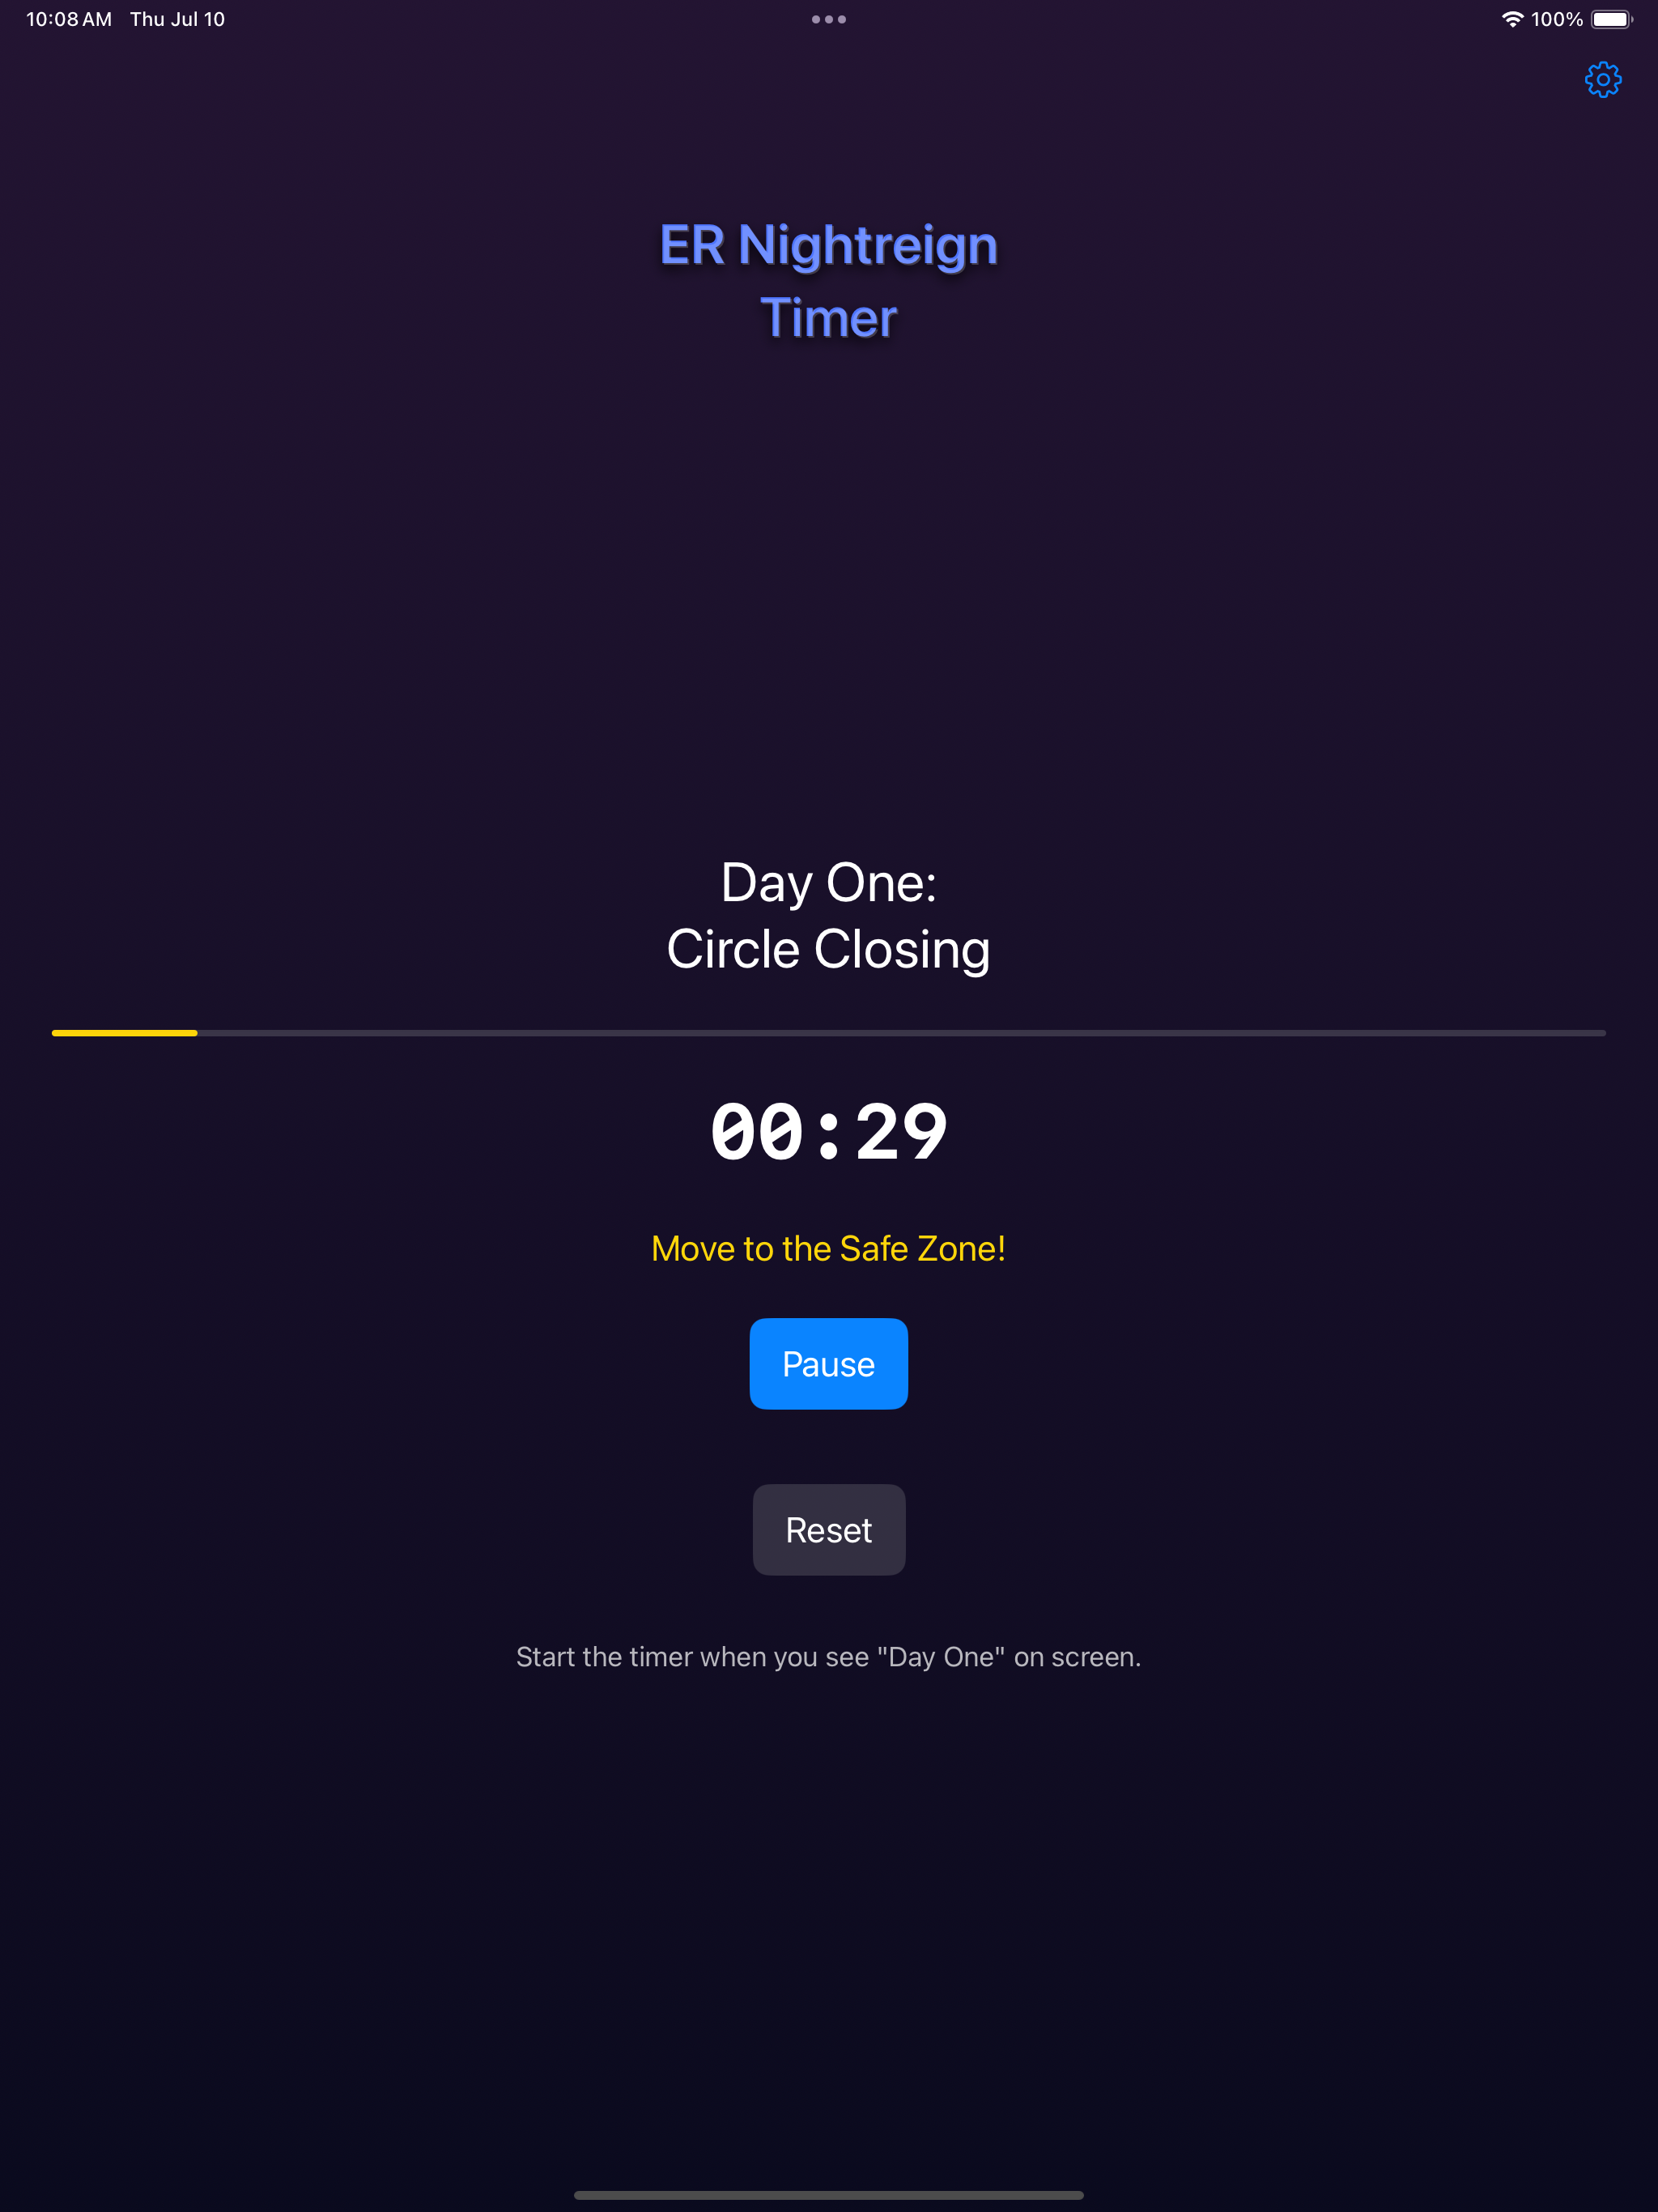 10:08 AM Thu Jul 10
100%
ER Nightreign
Timer
Day One:
Circle Closing
00:29
Move to the Safe Zone!
Pause
Reset
Start the timer when you see "Day One" on screen.